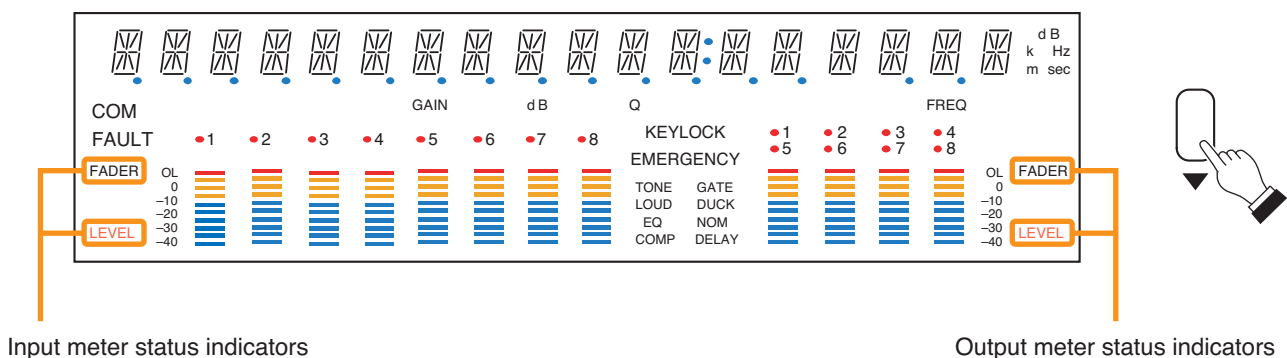 d B
k Hz
m sec
COM GAIN d B Q FREQ
FAULT 1 2 3 4 5 6 7 8 KEYLOCK 1 2 3 4
EMERGENCY 5 6 7 8
FADER OL OL FADER
0 TONE GATE 0
–10 LOUD DUCK –10
–20 –20
LEVEL –30 EQ NOM –30 LEVEL
–40 COMP DELAY –40
Input meter status indicators Output meter status indicators